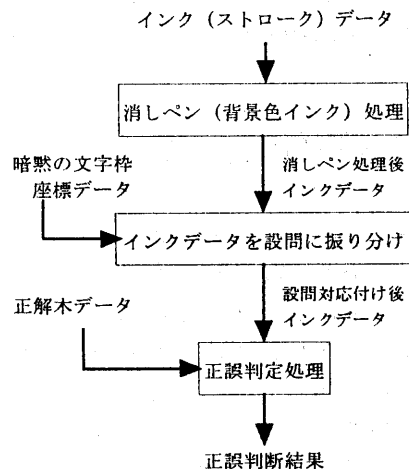 インク（ストローク）データ
消しペン（背景色インク）処理
暗黙の文字枠
座標データ
消しペン処理後
インクデータ
インクデータを設問に振り分け
正解木データ
設問対応付け後
インクデータ
正誤判定処理
正誤判断結果